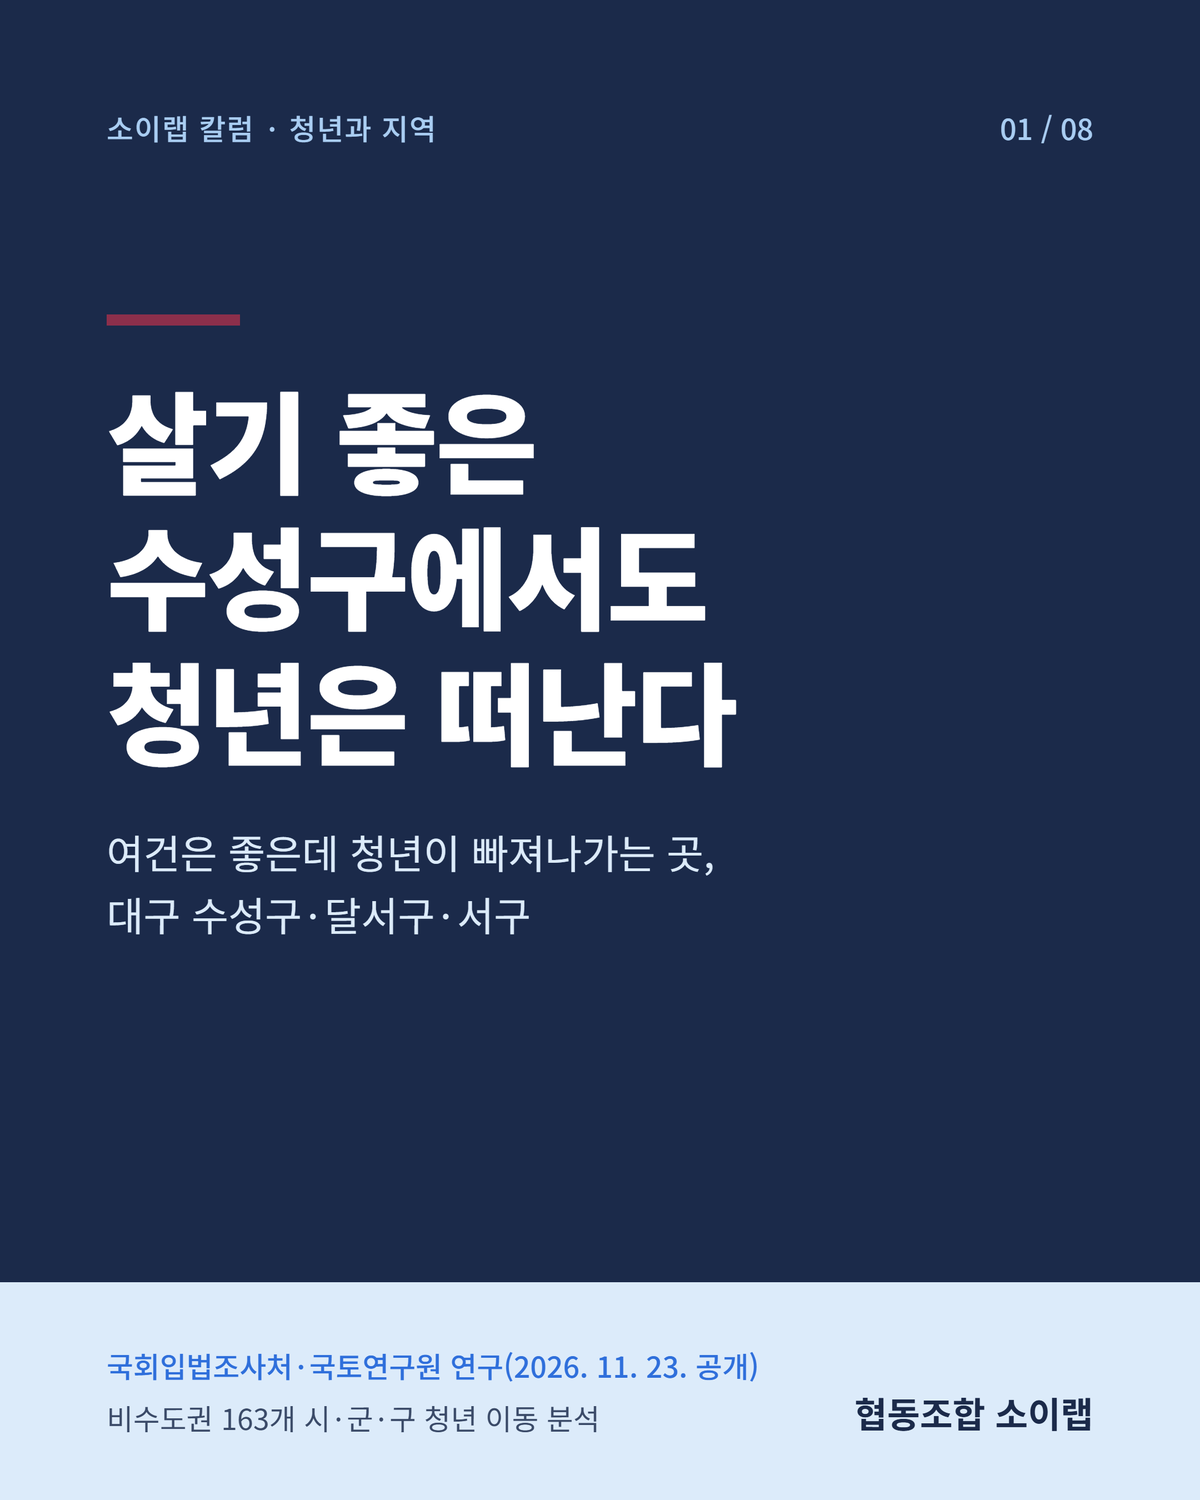 소이랩 칼럼 · 청년과 지역
01 / 08
살기 좋은
수성구에서도
청년은 떠난다
여건은 좋은데 청년이 빠져나가는 곳,
대구 수성구·달서구·서구
국회입법조사처·국토연구원 연구(2026. 11. 23. 공개)
비수도권 163개 시·군·구 청년 이동 분석
협동조합 소이랩